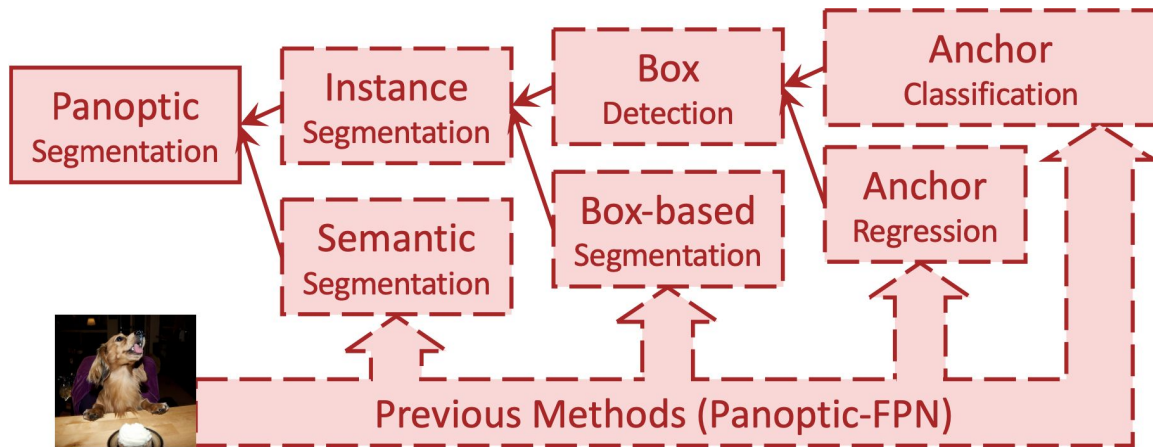 Panoptic
Segmentation
Instance
Segmentation
Box
Detection
Anchor
Classification
Semantic
Segmentation
Box-based
Segmentation
Anchor
Regression
Previous Methods (Panoptic-FPN)